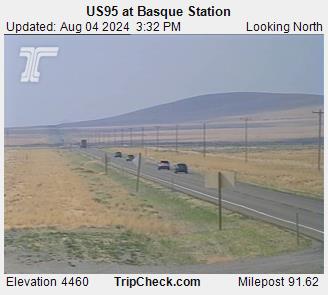 US95 at Basque Station
Updated: Aug 04 2024 3:32 PM Looking North
Elevation 4460 TripCheck.com Milepost 91.62